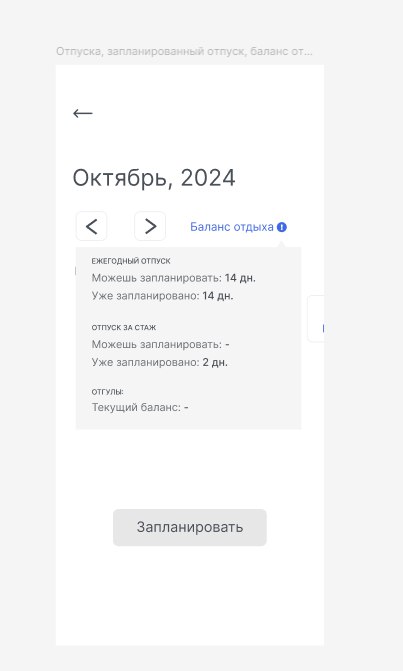 Отпуска, запланированный отпуск, баланс от...
Октябрь, 2024
Баланс отдыха
ЕЖЕГОДНЫЙ ОТПУСК
Можешь запланировать: 14 дн.
Уже запланировано: 14 дн.
ОТПУСК ЗА СТАЖ
Можешь запланировать: -
Уже запланировано: 2 дн.
ОТГУЛЫ:
Текущий баланс: -
Запланировать